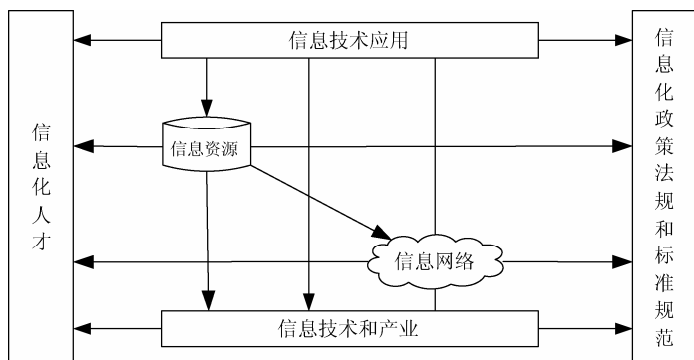 信息技术应用
信息化人才
信息资源
信息网络
信息技术和产业
信息化政策法规和标准规范